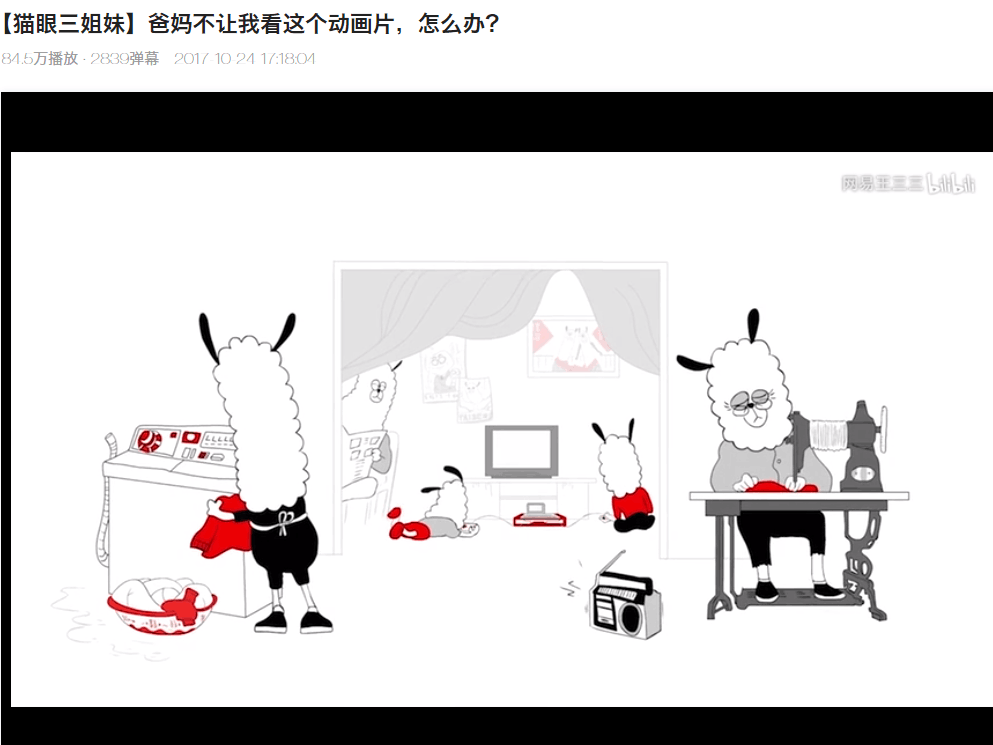 【猫眼三姐妹】爸妈不让我看这个动画片，怎么办？
84.5万播放 · 2839弹幕 2017-10-24 17:18:04
网易王三三 bilibili